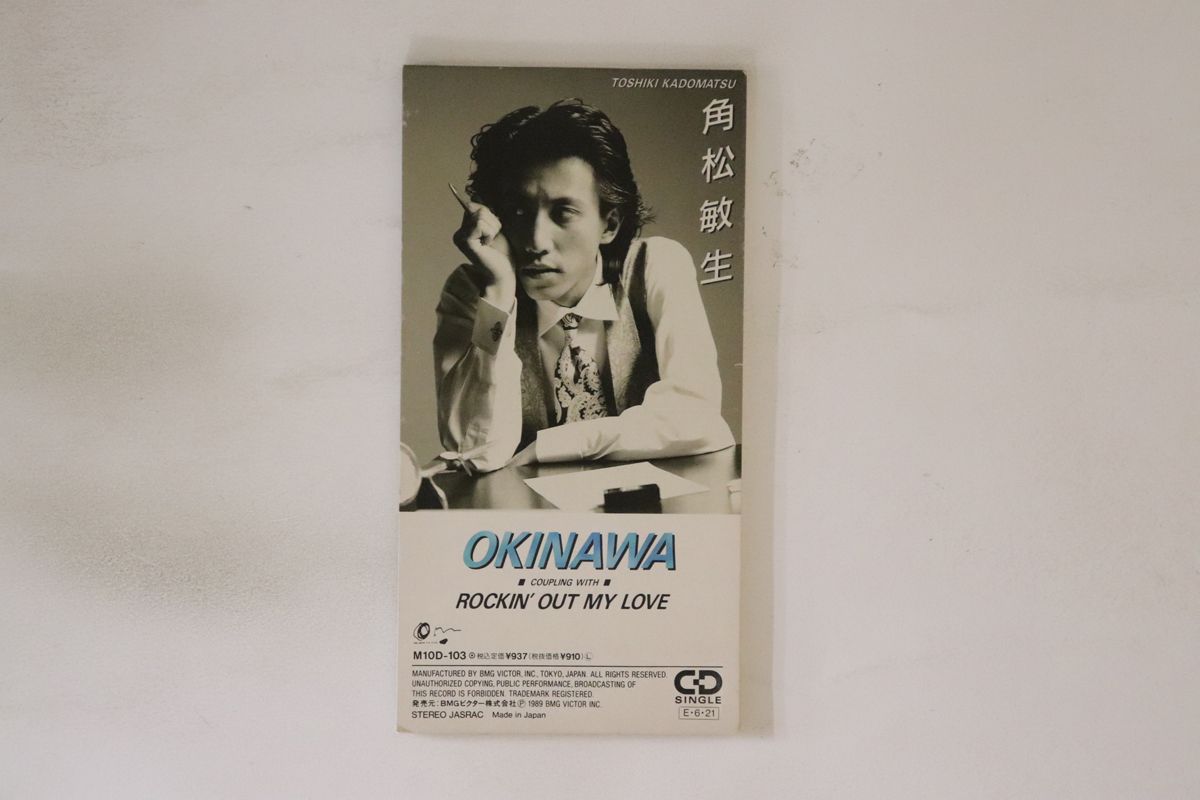 TOSHIKI KADOMATSU
角松敏生
OKINAWA
■ COUPLING WITH ■
ROCKIN' OUT MY LOVE
M10D-103 税込定価¥937(税抜価格¥910) Ⓛ
MANUFACTURED BY BMG VICTOR, INC., TOKYO, JAPAN. ALL RIGHTS RESERVED.
UNAUTHORIZED COPYING, PUBLIC PERFORMANCE, BROADCASTING OF
THIS RECORD IS FORBIDDEN. TRADEMARK REGISTERED.
発売元:BMGビクター株式会社 Ⓟ 1989 BMG VICTOR INC.
STEREO JASRAC Made in Japan
CD
SINGLE
E・6・21